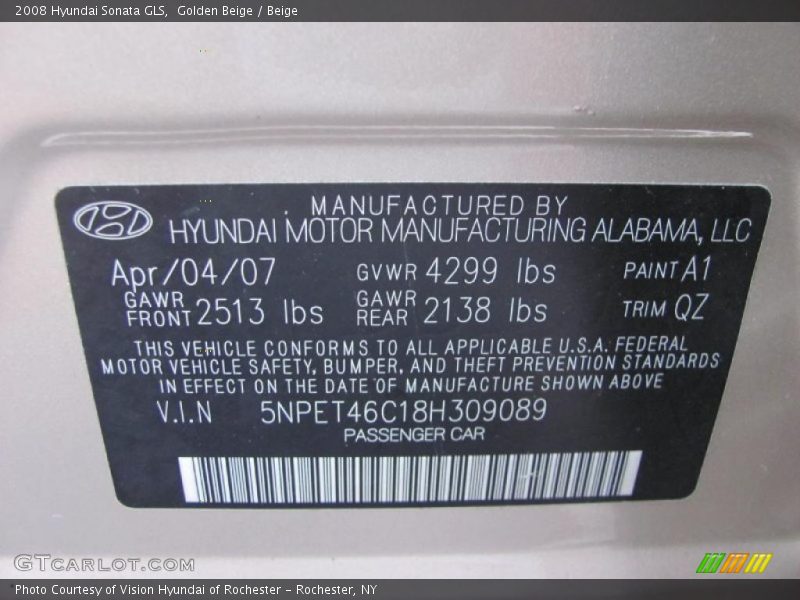 2008 Hyundai Sonata GLS,  Golden Beige / Beige
MANUFACTURED BY
HYUNDAI MOTOR MANUFACTURING ALABAMA, LLC
Apr/04/07 GVWR 4299 lbs PAINT A1
GAWR FRONT 2513 lbs GAWR REAR 2138 lbs TRIM QZ
THIS VEHICLE CONFORMS TO ALL APPLICABLE U.S.A. FEDERAL
MOTOR VEHICLE SAFETY, BUMPER, AND THEFT PREVENTION STANDARDS
IN EFFECT ON THE DATE OF MANUFACTURE SHOWN ABOVE
V.I.N 5NPET46C18H309089
PASSENGER CAR
GTCARLOT.COM
Photo Courtesy of Vision Hyundai of Rochester - Rochester, NY